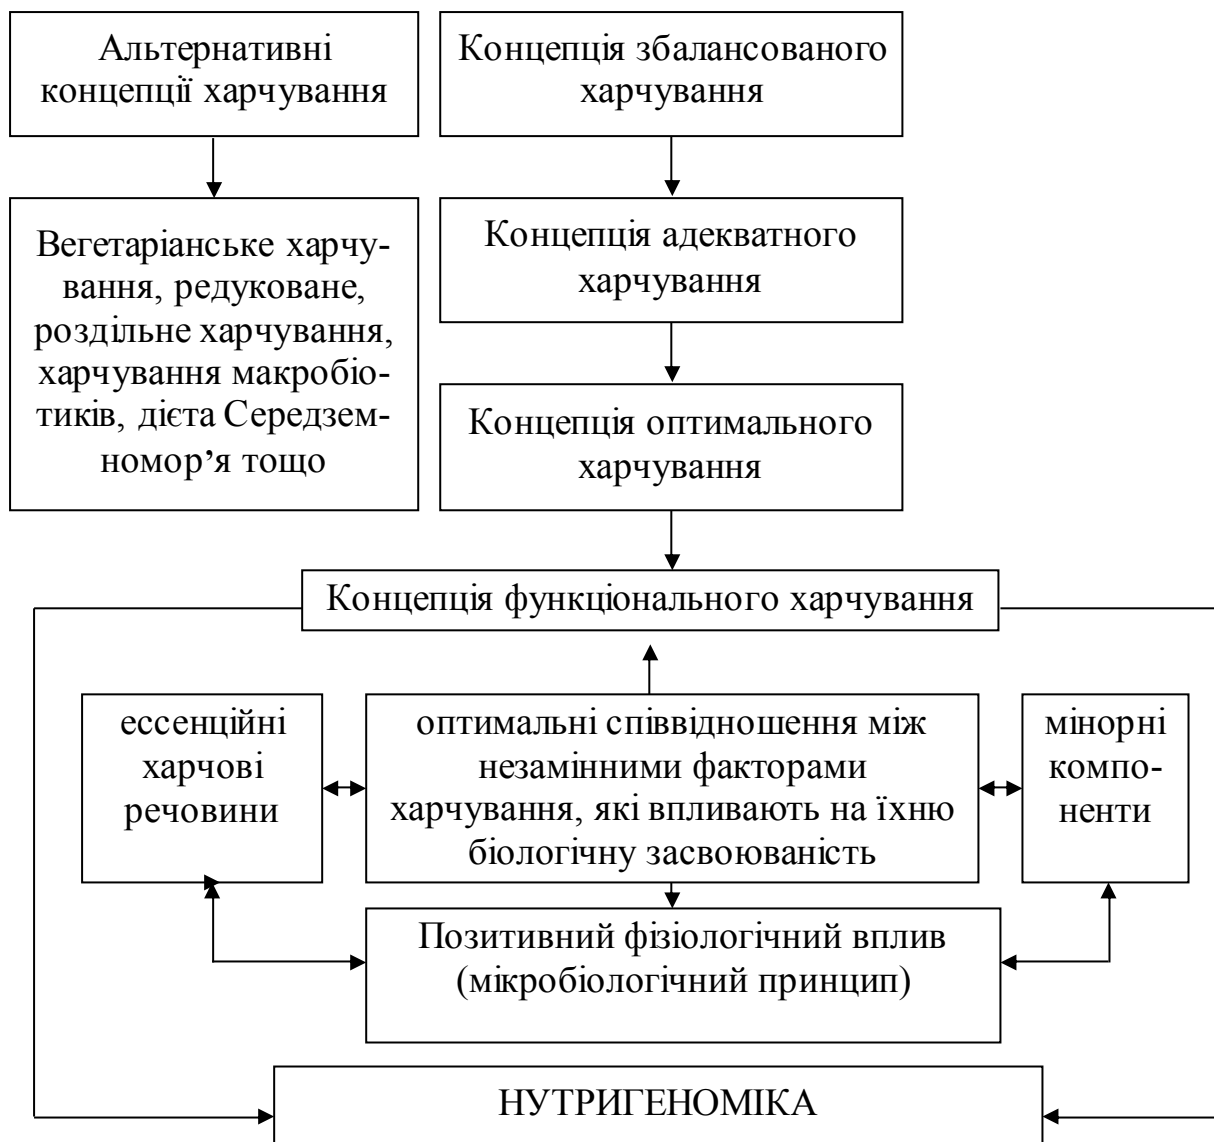 Альтернативні
концепції харчування
Концепція збалансованого
харчування
Вегетаріанське харчу-
вання, редуковане,
роздільне харчування,
харчування макробіо-
тиків, дієта Середзем-
номор’я тощо
Концепція адекватного
харчування
Концепція оптимального
харчування
Концепція функціонального харчування
ессенційні
харчові
речовини
оптимальні співвідношення між
незамінними факторами
харчування, які впливають на їхню
біологічну засвоюваність
мінорні
компо-
ненти
Позитивний фізіологічний вплив
(мікробіологічний принцип)
НУТРИГЕНОМІКА